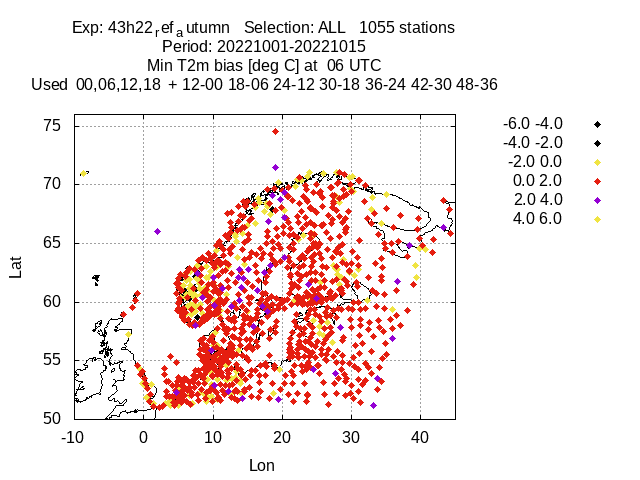 Exp: 43h22refautumn Selection: ALL 1055 stations
Period: 20221001-20221015
Min T2m bias [deg C] at 06 UTC
Used 00,06,12,18 + 12-00 18-06 24-12 30-18 36-24 42-30 48-36
-6.0 -4.0
-4.0 -2.0
-2.0 0.0
0.0 2.0
2.0 4.0
4.0 6.0
75
70
65
60
55
50
Lat
-10 0 10 20 30 40
Lon